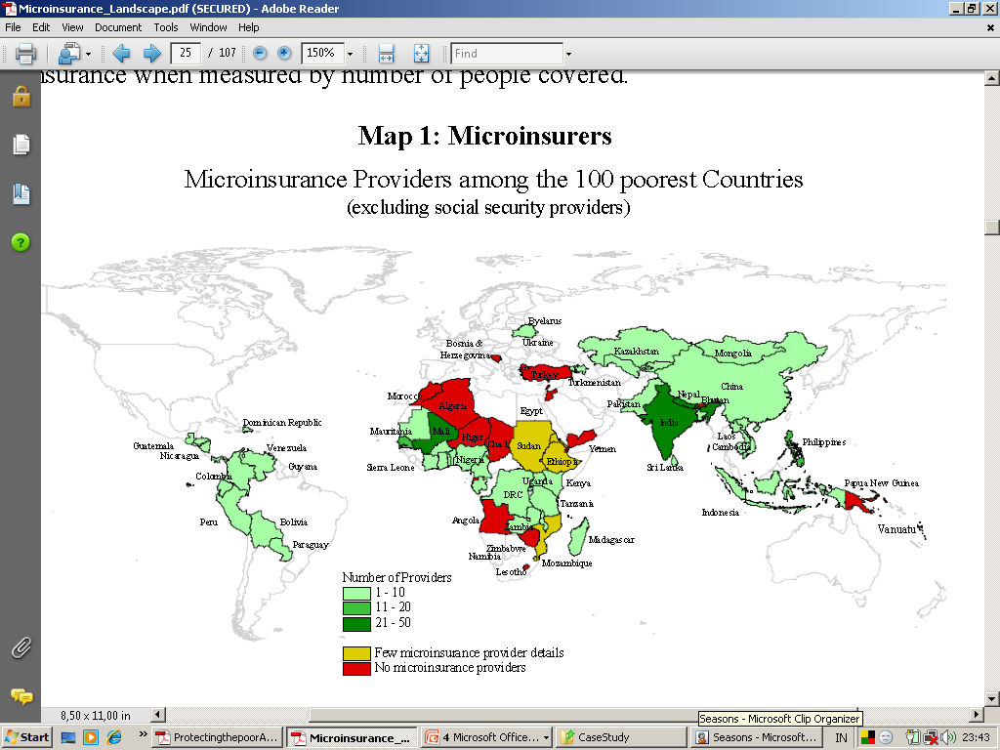 Microinsurance_Landscape.pdf (SECURED) - Adobe Reader
File Edit View Document Tools Window Help
25 / 107 150% Find
surance when measured by number of people covered.
Map 1: Microinsurers
Microinsurance Providers among the 100 poorest Countries
(excluding social security providers)
Byelarus
Ukraine
Bosnia &
Herzegovina
Kazakhstan
Mongolia
Turkey
Turkmenistan
China
Morocco
Algeria
Egypt
Pakistan
Nepal
Bhutan
India
Dominican Republic
Mauritania
Mali
Niger
Chad
Sudan
Yemen
Laos
Cambodia
Philippines
Guatemala
Nicaragua
Venezuela
Guyana
Colombia
Sierra Leone
Nigeria
Ethiopia
Sri Lanka
Uganda
Kenya
DRC
Tanzania
Papua New Guinea
Indonesia
Peru
Bolivia
Paraguay
Angola
Zambia
Zimbabwe
Namibia
Lesotho
Mozambique
Madagascar
Vanuatu
Number of Providers
1 - 10
11 - 20
21 - 50
Few microinsurance provider details
No microinsurance providers
8,50 x 11,00 in
Seasons - Microsoft Clip Organizer
Start » ProtectingthepoorA... Microinsurance_... 4 Microsoft Office... CaseStudy Seasons - Microsoft... IN 23:43